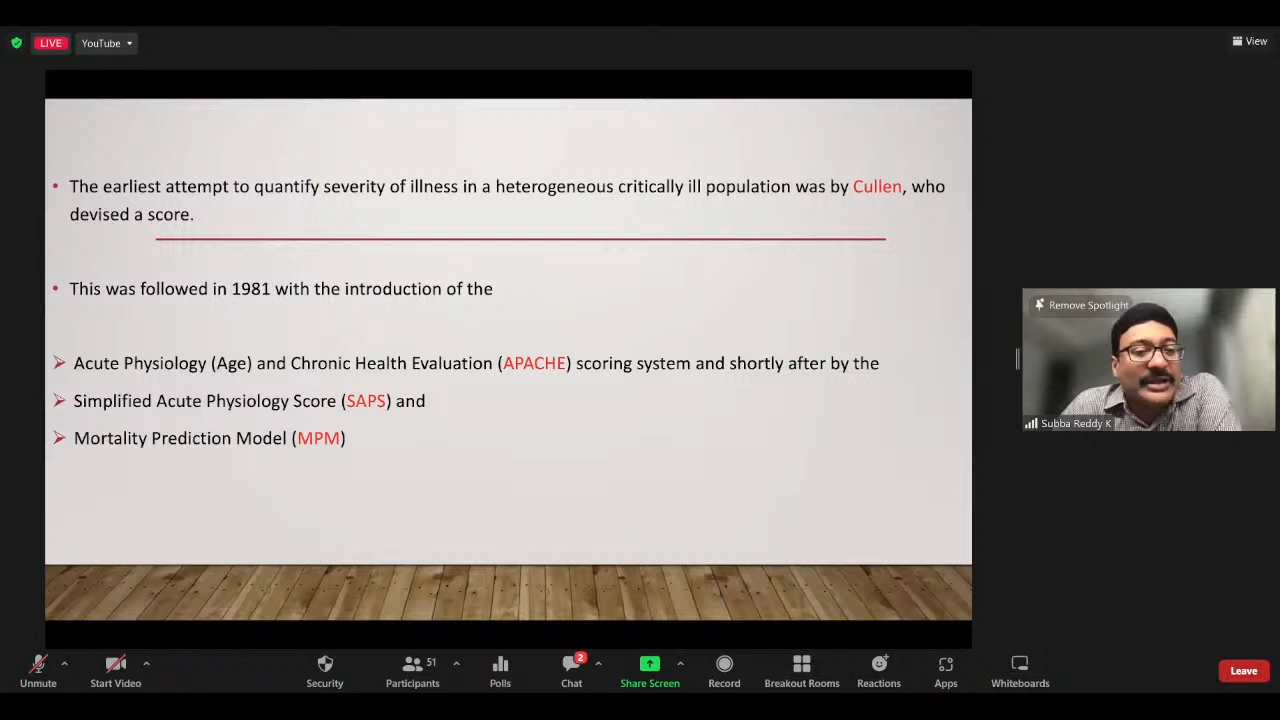 LIVE
YouTube
View
• The earliest attempt to quantify severity of illness in a heterogeneous critically ill population was by Cullen, who
devised a score.
• This was followed in 1981 with the introduction of the
➢ Acute Physiology (Age) and Chronic Health Evaluation (APACHE) scoring system and shortly after by the
➢ Simplified Acute Physiology Score (SAPS) and
➢ Mortality Prediction Model (MPM)
Remove Spotlight
Subba Reddy K
Unmute
Start Video
Security
51
Participants
Polls
2
Chat
Share Screen
Record
Breakout Rooms
Reactions
Apps
Whiteboards
Leave